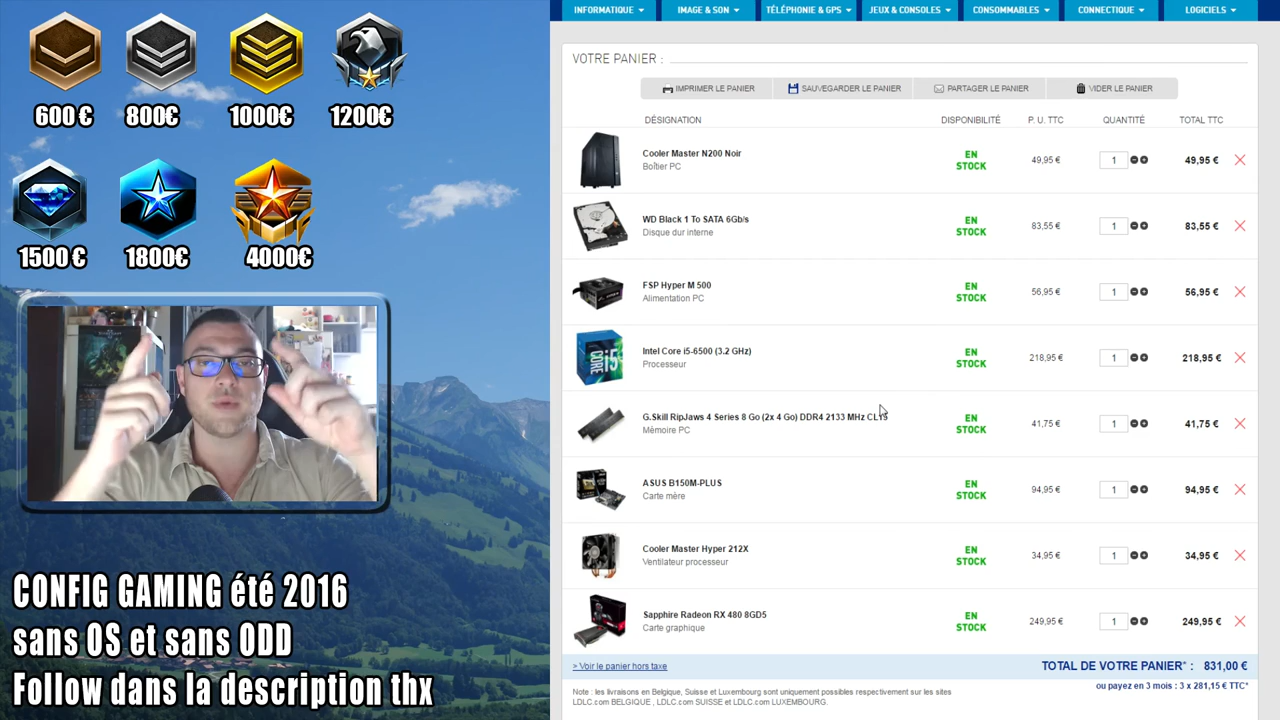 600 €
800€
1000€
1200€
1500 €
1800€
4000€
CONFIG GAMING été 2016
sans OS et sans ODD
Follow dans la description thx
INFORMATIQUE
IMAGE & SON
TÉLÉPHONIE & GPS
JEUX & CONSOLES
CONSOMMABLES
CONNECTIQUE
LOGICIELS
VOTRE PANIER :
IMPRIMER LE PANIER
SAUVEGARDER LE PANIER
PARTAGER LE PANIER
VIDER LE PANIER
DÉSIGNATION DISPONIBILITÉ P. U. TTC QUANTITÉ TOTAL TTC
Cooler Master N200 Noir
Boîtier PC
EN STOCK 49,95 € 1 49,95 €
WD Black 1 To SATA 6Gb/s
Disque dur interne
EN STOCK 83,55 € 1 83,55 €
FSP Hyper M 500
Alimentation PC
EN STOCK 56,95 € 1 56,95 €
Intel Core i5-6500 (3.2 GHz)
Processeur
EN STOCK 218,95 € 1 218,95 €
G.Skill RipJaws 4 Series 8 Go (2x 4 Go) DDR4 2133 MHz CL15
Mémoire PC
EN STOCK 41,75 € 1 41,75 €
ASUS B150M-PLUS
Carte mère
EN STOCK 94,95 € 1 94,95 €
Cooler Master Hyper 212X
Ventilateur processeur
EN STOCK 34,95 € 1 34,95 €
Sapphire Radeon RX 480 8GD5
Carte graphique
EN STOCK 249,95 € 1 249,95 €
> Voir le panier hors taxe
TOTAL DE VOTRE PANIER* : 831,00 €
ou payez en 3 mois : 3 x 281,15 € TTC*
Note : les livraisons en Belgique, Suisse et Luxembourg sont uniquement possibles respectivement sur les sites
LDLC.com BELGIQUE , LDLC.com SUISSE et LDLC.com LUXEMBOURG.